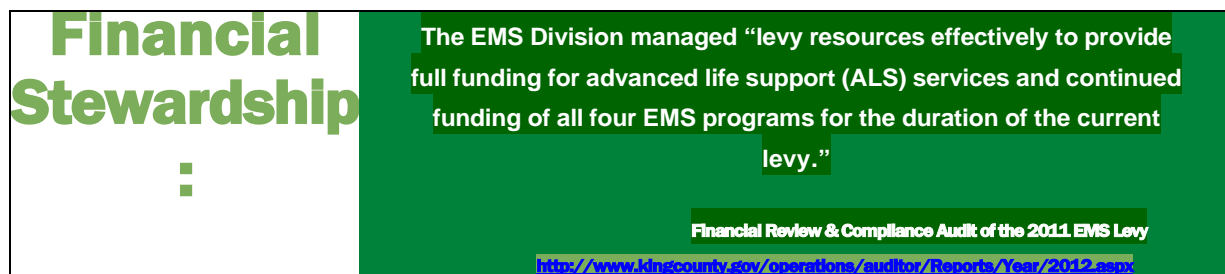 Financial
Stewardship
:
The EMS Division managed “levy resources effectively to provide
full funding for advanced life support (ALS) services and continued
funding of all four EMS programs for the duration of the current
levy.”
Financial Review & Compliance Audit of the 2011 EMS Levy
http://www.kingcounty.gov/operations/auditor/Reports/Year/2012.aspx